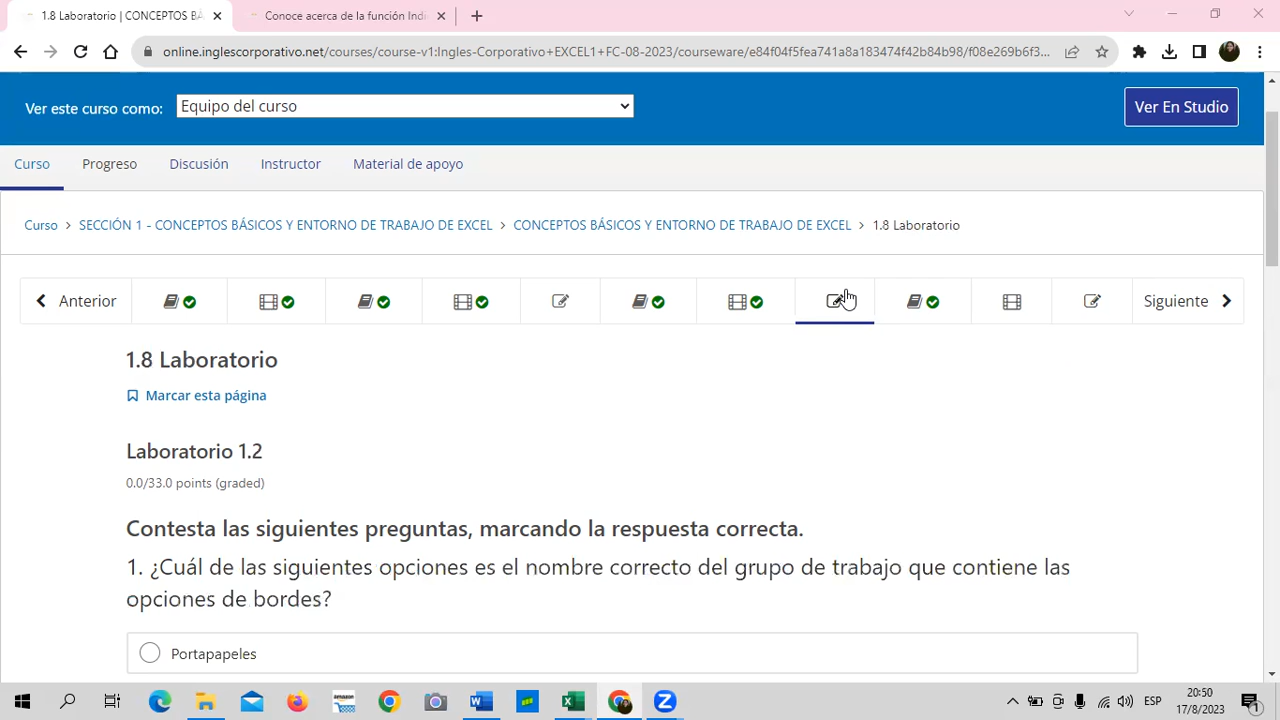 1.8 Laboratorio | CONCEPTOS BÁ
Conoce acerca de la función Indi
online.inglescorporativo.net/courses/course-v1:Ingles-Corporativo+EXCEL1+FC-08-2023/courseware/e84f04f5fea741a8a183474f42b84b98/f08e269b6f3...
Ver este curso como:
Equipo del curso
Ver En Studio
Curso
Progreso
Discusión
Instructor
Material de apoyo
Curso > SECCIÓN 1 - CONCEPTOS BÁSICOS Y ENTORNO DE TRABAJO DE EXCEL > CONCEPTOS BÁSICOS Y ENTORNO DE TRABAJO DE EXCEL > 1.8 Laboratorio
Anterior
Siguiente
1.8 Laboratorio
Marcar esta página
Laboratorio 1.2
0.0/33.0 points (graded)
Contesta las siguientes preguntas, marcando la respuesta correcta.
1. ¿Cuál de las siguientes opciones es el nombre correcto del grupo de trabajo que contiene las
opciones de bordes?
Portapapeles
amazon
ESP
20:50
17/8/2023
1